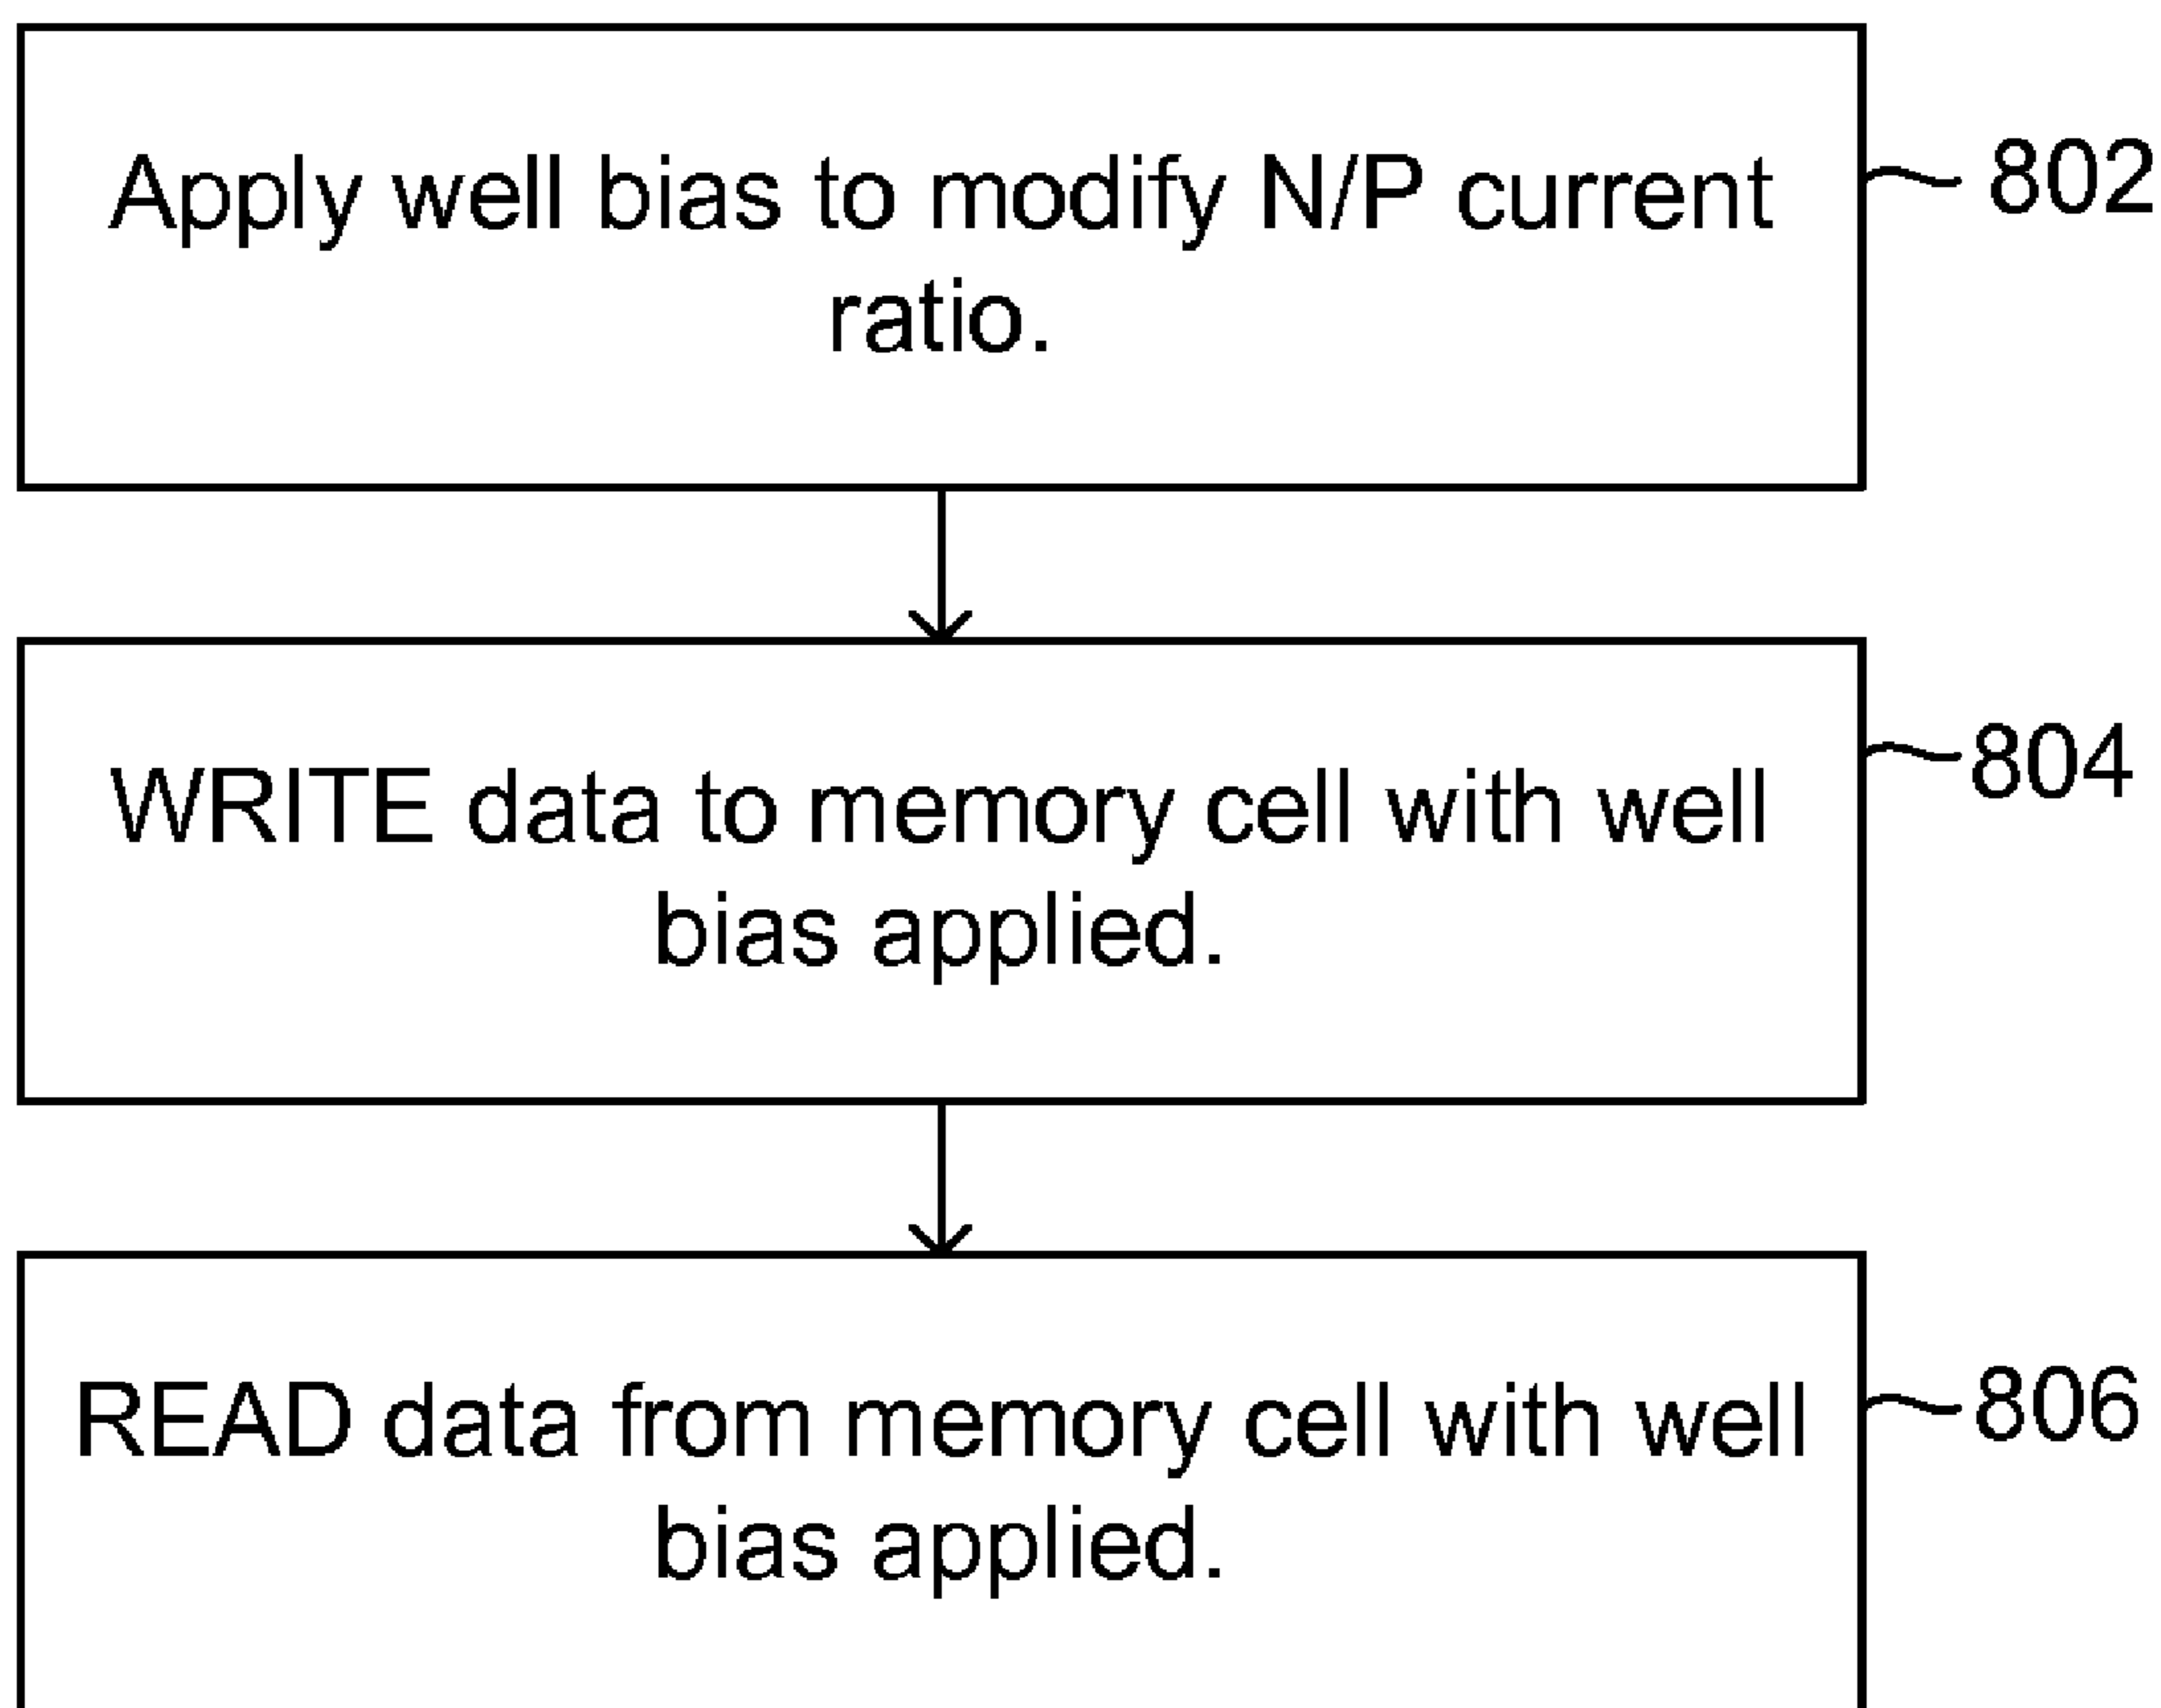 Apply well bias to modify N/P current
ratio.
802
WRITE data to memory cell with well
bias applied.
804
READ data from memory cell with well
bias applied.
806